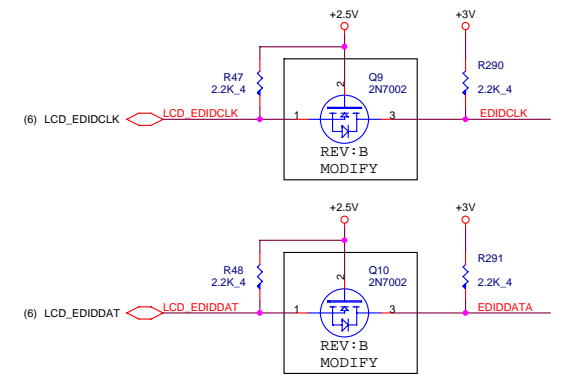 +2.5V
+3V
R47
2.2K_4
Q9
2N7002
R290
2.2K_4
2
(6) LCD_EDIDCLK
LCD_EDIDCLK
1
3
EDIDCLK
REV:B
MODIFY
+2.5V
+3V
R48
2.2K_4
Q10
2N7002
R291
2.2K_4
2
(6) LCD_EDIDDAT
LCD_EDIDDAT
1
3
EDIDDATA
REV:B
MODIFY